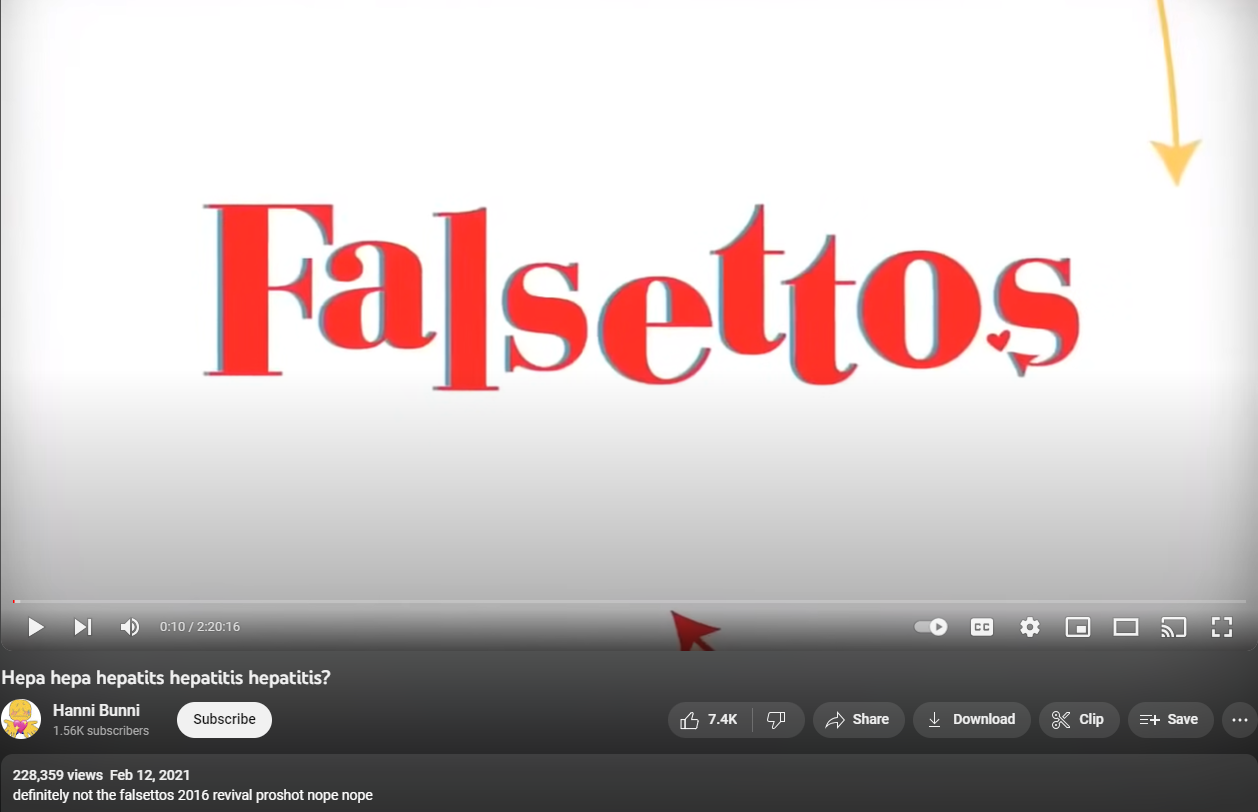 Falsettos
0:10 / 2:20:16
CC
Hepa hepa hepatits hepatitis hepatitis?
Hanni Bunni
1.56K subscribers
Subscribe
7.4K
Share
Download
Clip
Save
228,359 views Feb 12, 2021
definitely not the falsettos 2016 revival proshot nope nope